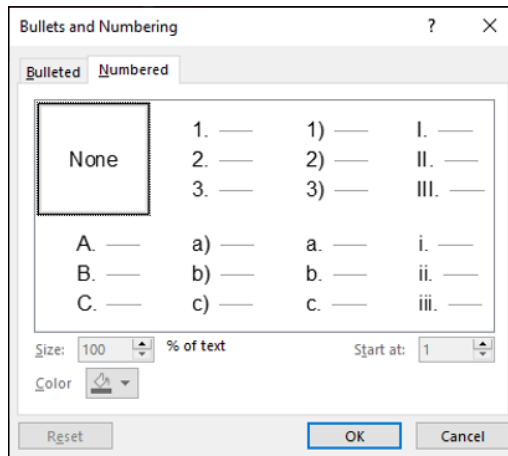 Bullets and Numbering ? X
Bulleted Numbered
None
1.
2.
3.
1)
2)
3)
I.
II.
III.
A.
B.
C.
a)
b)
c)
a.
b.
c.
i.
ii.
iii.
Size: 100 % of text Start at: 1
Color
Reset OK Cancel